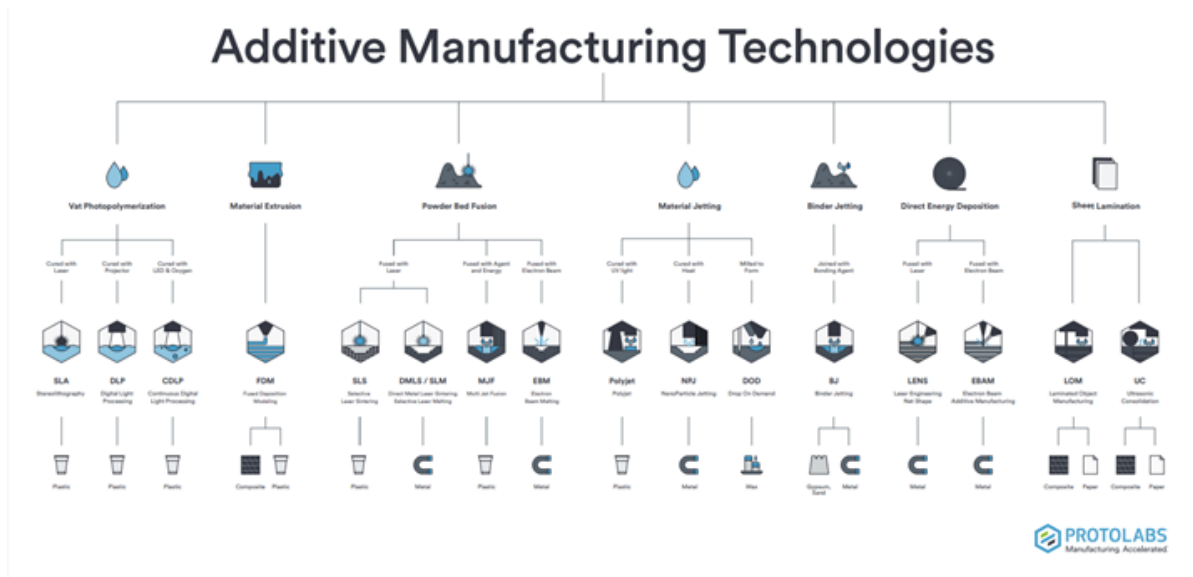 Additive Manufacturing Technologies
Vat Photopolymerization
Material Extrusion
Powder Bed Fusion
Material Jetting
Binder Jetting
Direct Energy Deposition
Sheet Lamination
Cured with
Laser
Cured with
Projector
Cured with
LED & Oxygen
Fused with
Laser
Fused with Agent
and Energy
Fused with
Electron Beam
Cured with
UV light
Cured with
Heat
Milled to
Form
Joined with
Bonding Agent
Fused with
Laser
Fused with
Electron Beam
SLA
Stereolithography
DLP
Digital Light
Processing
CDLP
Continuous Digital
Light Processing
FDM
Fused Deposition
Modeling
SLS
Selective
Laser Sintering
DMLS / SLM
Direct Metal Laser Sintering
Selective Laser Melting
MJF
Multi Jet Fusion
EBM
Electron
Beam Melting
Polyjet
Polyjet
NPJ
NanoParticle Jetting
DOD
Drop On Demand
BJ
Binder Jetting
LENS
Laser Engineering
Net Shape
EBAM
Electron Beam
Additive Manufacturing
LOM
Laminated Object
Manufacturing
UC
Ultrasonic
Consolidation
Plastic
Plastic
Plastic
Composite
Plastic
Plastic
Metal
Plastic
Metal
Plastic
Metal
Wax
Gypsum,
Sand
Metal
Metal
Metal
Composite
Paper
Composite
Paper
PROTOLABS
Manufacturing. Accelerated.